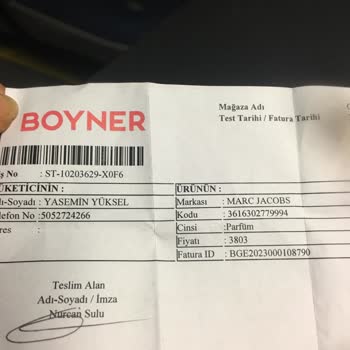 BOYNER
Mağaza Adı
Test Tarihi / Fatura Tarihi
ş No : ST-10203629-X0F6
ÜKETİCİNİN : ÜRÜNÜN :
dı-Soyadı : YASEMİN YÜKSEL Markası : MARC JACOBS
lefon No : 5052724266 Kodu : 3616302779994
res : Cinsi : Parfüm
Fiyatı : 3803
Fatura ID : BGE2023000108790
Teslim Alan
Adı-Soyadı / İmza
Nurcan Sulu